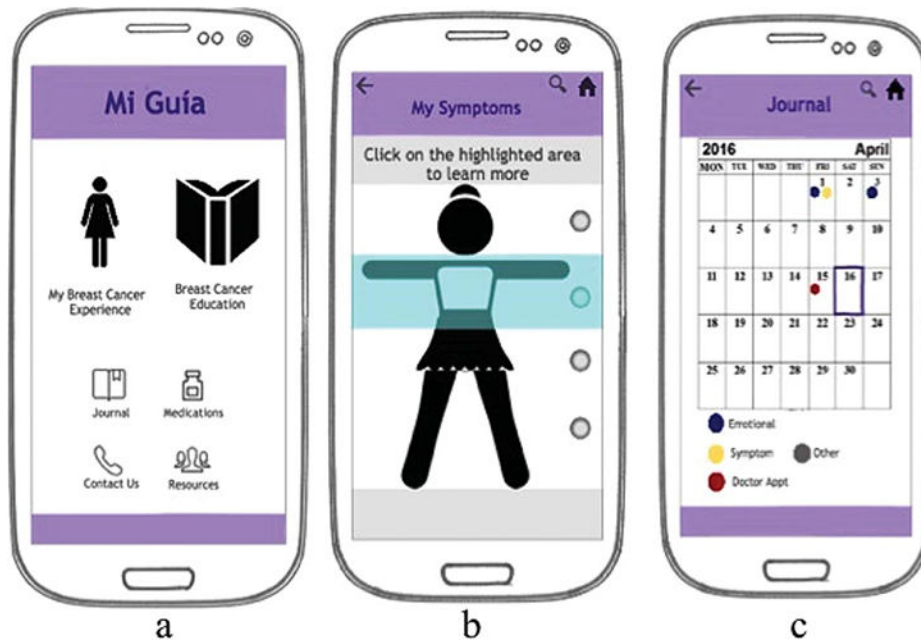 Mi Guía
My Breast Cancer
Experience
Breast Cancer
Education
Journal
Medications
Contact Us
Resources
a
My Symptoms
Click on the highlighted area
to learn more
b
Journal
2016 April
MON TUE WED THU FRI SAT SUN
1 2 3
4 5 6 7 8 9 10
11 12 13 14 15 16 17
18 19 20 21 22 23 24
25 26 27 28 29 30
Emotional
Symptom Other
Doctor Appt
c